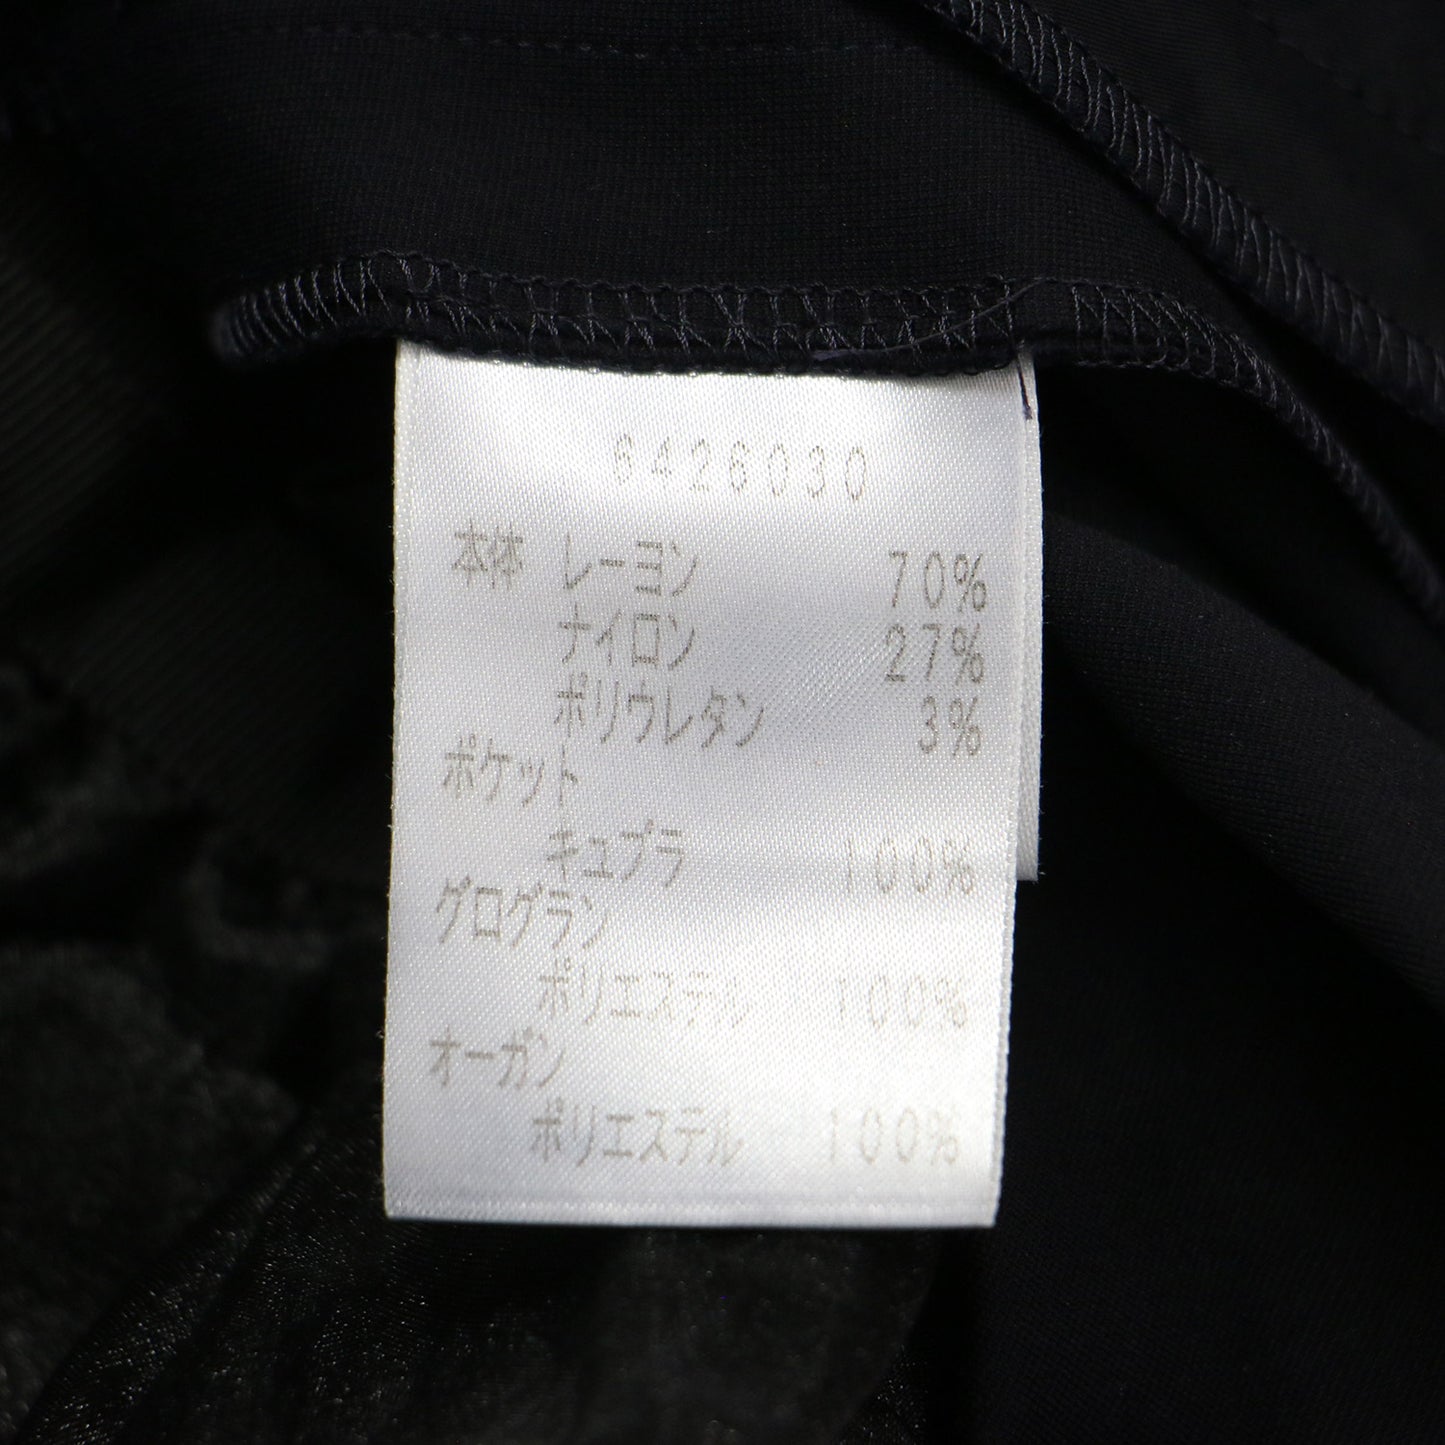 6426030
本体 レーヨン 70%
ナイロン 27%
ポリウレタン 3%
ポケット
キュプラ 100%
グログラン
ポリエステル 100%
オーガン
ポリエステル 100%